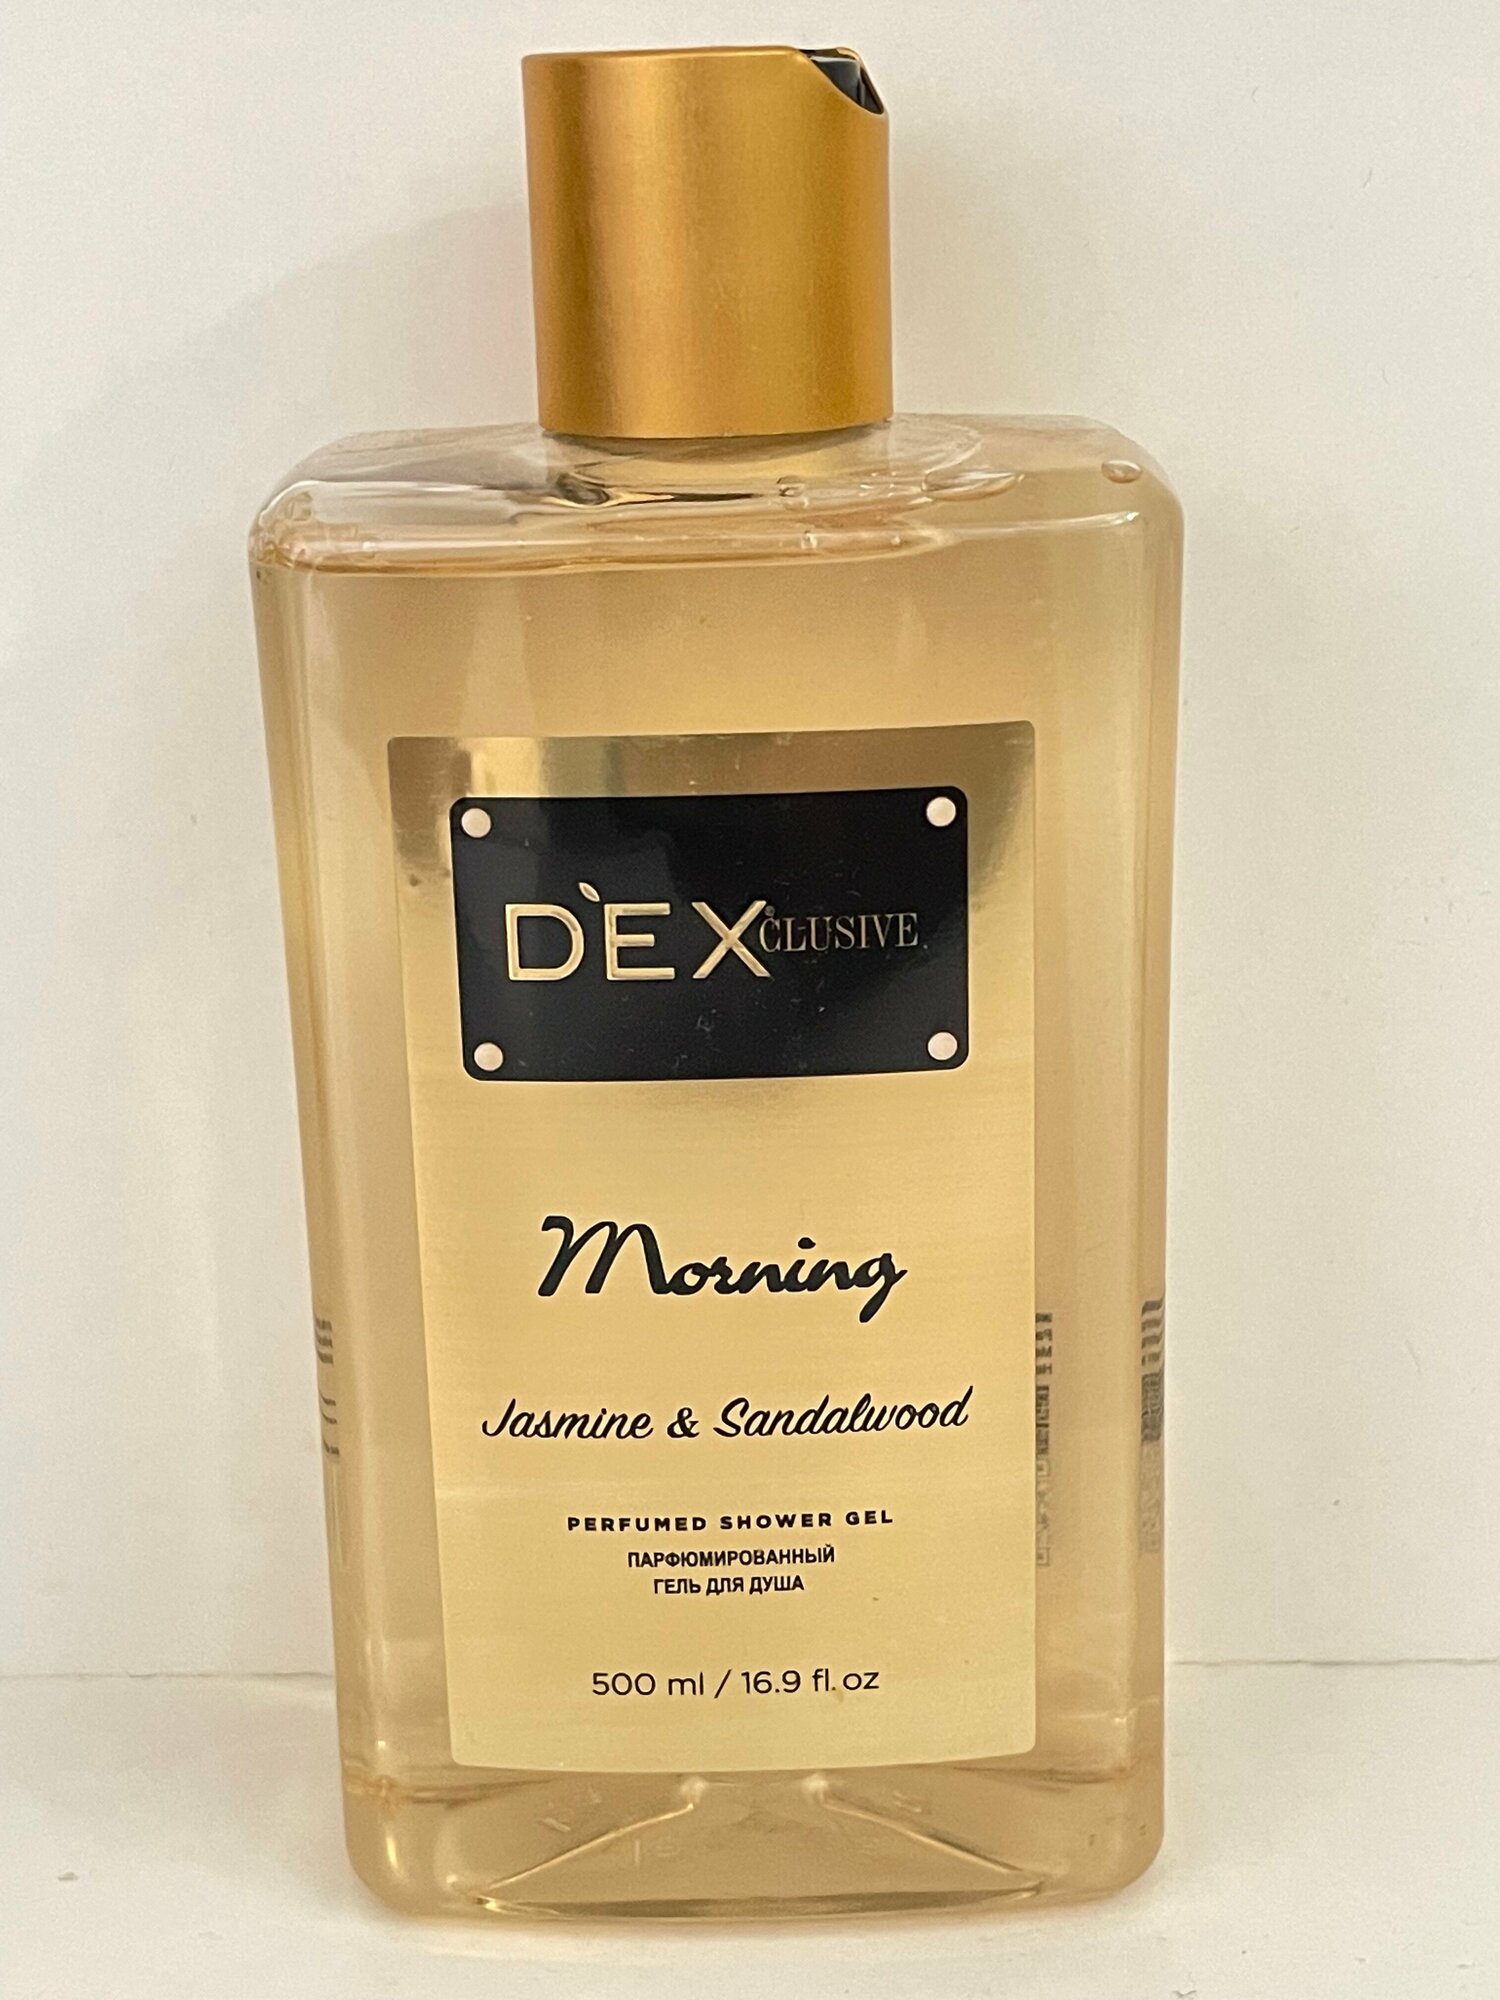 D'EXCLUSIVE
Morning
Jasmine & Sandalwood
PERFUMED SHOWER GEL
ПАРФЮМИРОВАННЫЙ
ГЕЛЬ ДЛЯ ДУША
500 ml / 16.9 fl. oz